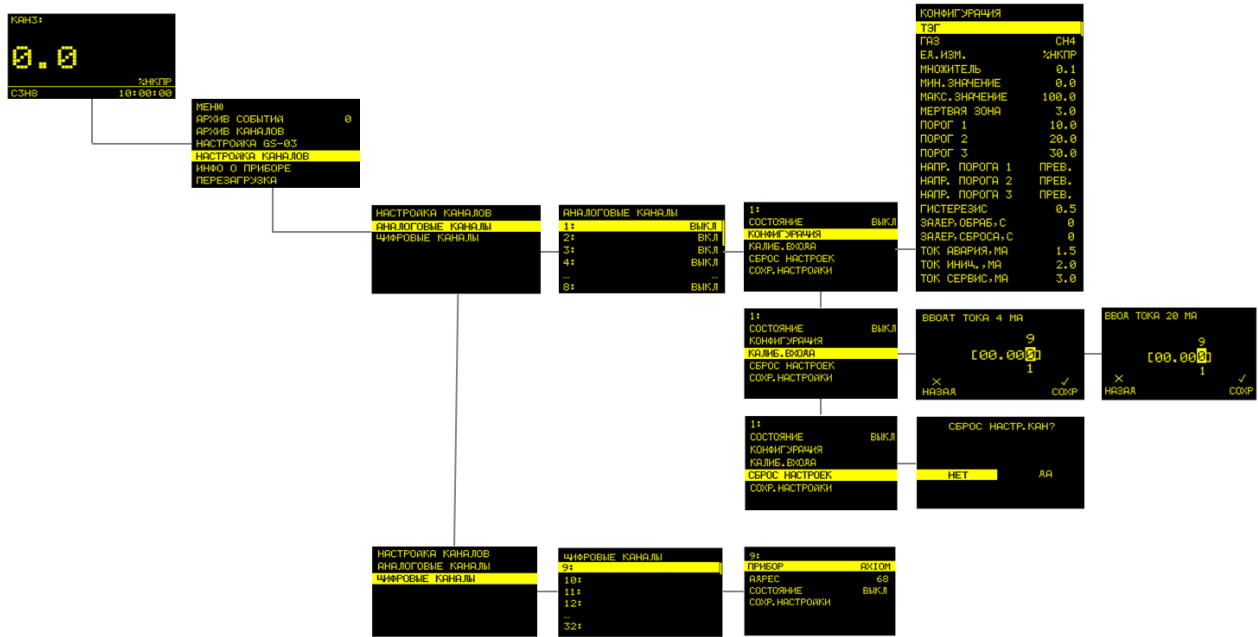 КАН3:
0.0
%НКПР
C3H8 10:00:00
МЕНЮ
АРХИВ СОБЫТИЙ 0
АРХИВ КАНАЛОВ
НАСТРОЙКА GS-03
НАСТРОЙКА КАНАЛОВ
ИНФО О ПРИБОРЕ
ПЕРЕЗАГРУЗКА
НАСТРОЙКА КАНАЛОВ
АНАЛОГОВЫЕ КАНАЛЫ
ЦИФРОВЫЕ КАНАЛЫ
АНАЛОГОВЫЕ КАНАЛЫ
1: ВЫКЛ
2: ВКЛ
3: ВКЛ
4: ВЫКЛ
… …
8: ВЫКЛ
1:
СОСТОЯНИЕ ВЫКЛ
КОНФИГУРАЦИЯ
КАЛИБ.ВХОДА
СБРОС НАСТРОЕК
СОХР.НАСТРОЙКИ
КОНФИГУРАЦИЯ
ТЭГ
ГАЗ CH4
ЕД.ИЗМ. %НКПР
МНОЖИТЕЛЬ 0.1
МИН.ЗНАЧЕНИЕ 0.0
МАКС.ЗНАЧЕНИЕ 100.0
МЕРТВАЯ ЗОНА 3.0
ПОРОГ 1 10.0
ПОРОГ 2 20.0
ПОРОГ 3 30.0
НАПР. ПОРОГА 1 ПРЕВ.
НАПР. ПОРОГА 2 ПРЕВ.
НАПР. ПОРОГА 3 ПРЕВ.
ГИСТЕРЕЗИС 0.5
ЗАДЕР,ОБРАБ,С 0
ЗАДЕР,СБРОСА,С 0
ТОК АВАРИЯ,МА 1.5
ТОК ИНИЦ.,МА 2.0
ТОК СЕРВИС,МА 3.0
1:
СОСТОЯНИЕ ВЫКЛ
КОНФИГУРАЦИЯ
КАЛИБ.ВХОДА
СБРОС НАСТРОЕК
СОХР.НАСТРОЙКИ
ВВОДТ ТОКА 4 МА
9
[00.000]
1
× ✓
НАЗАД СОХР
ВВОД ТОКА 20 МА
9
[00.000]
1
× ✓
НАЗАД СОХР
1:
СОСТОЯНИЕ ВЫКЛ
КОНФИГУРАЦИЯ
КАЛИБ.ВХОДА
СБРОС НАСТРОЕК
СОХР.НАСТРОЙКИ
СБРОС НАСТР.КАН?
НЕТ ДА
НАСТРОЙКА КАНАЛОВ
АНАЛОГОВЫЕ КАНАЛЫ
ЦИФРОВЫЕ КАНАЛЫ
ЦИФРОВЫЕ КАНАЛЫ
9:
10:
11:
12:
…
32:
9:
ПРИБОР AXIOM
АДРЕС 68
СОСТОЯНИЕ ВЫКЛ
СОХР.НАСТРОЙКИ